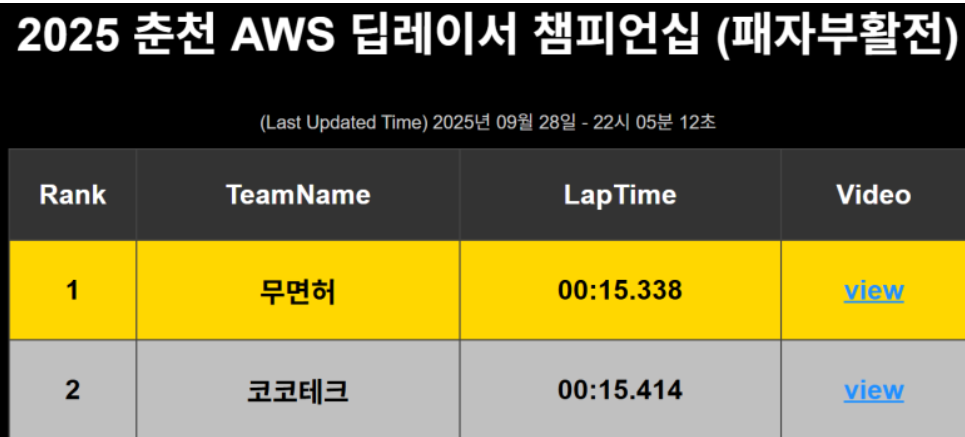 2025 춘천 AWS 딥레이서 챔피언십 (패자부활전)
(Last Updated Time) 2025년 09월 28일 - 22시 05분 12초
Rank TeamName LapTime Video
1 무면허 00:15.338 view
2 코코테크 00:15.414 view